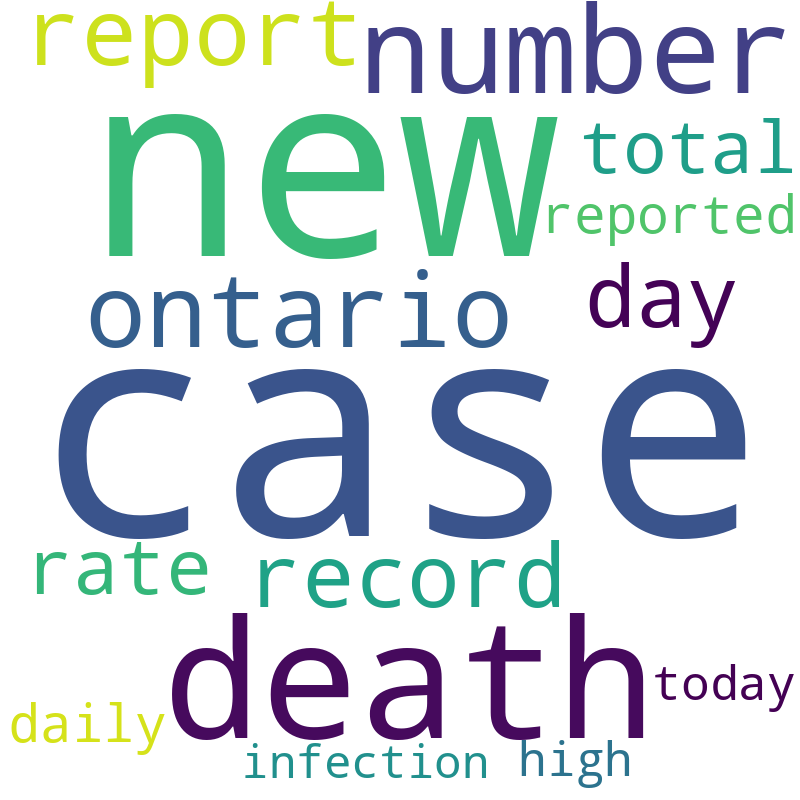 report number
new total
reported
ontario day
case
rate record
death today
daily
infection high